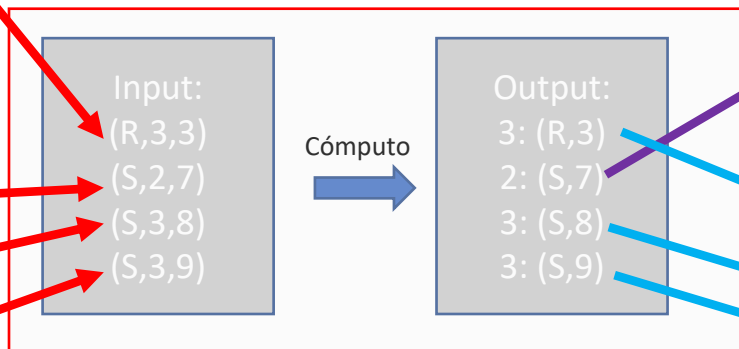 Input:
(R,3,3)
(S,2,7)
(S,3,8)
(S,3,9)
Cómputo
Output:
3: (R,3)
2: (S,7)
3: (S,8)
3: (S,9)